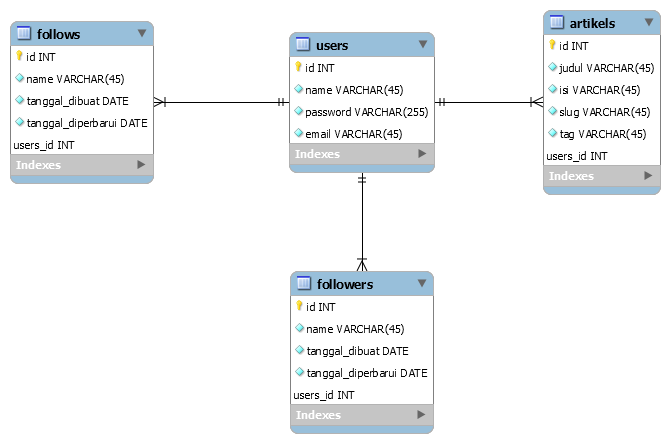 follows
id INT
name VARCHAR(45)
tanggal_dibuat DATE
tanggal_diperbarui DATE
users_id INT
Indexes
users
id INT
name VARCHAR(45)
password VARCHAR(255)
email VARCHAR(45)
Indexes
artikels
id INT
judul VARCHAR(45)
isi VARCHAR(45)
slug VARCHAR(45)
tag VARCHAR(45)
users_id INT
Indexes
followers
id INT
name VARCHAR(45)
tanggal_dibuat DATE
tanggal_diperbarui DATE
users_id INT
Indexes